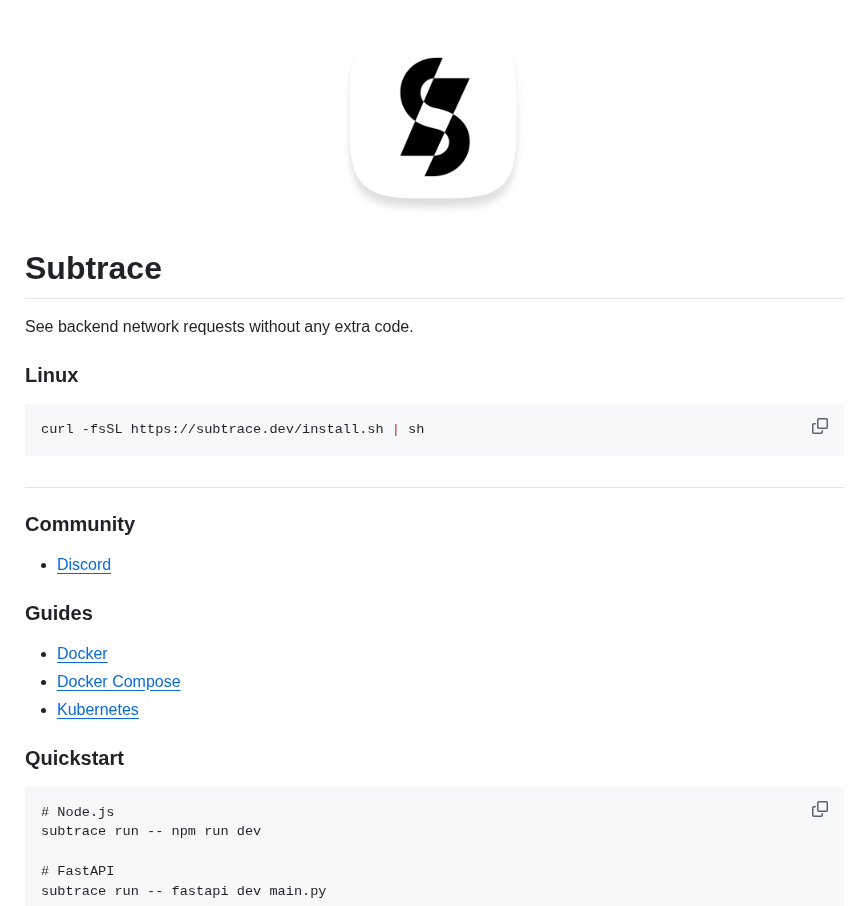 Subtrace
See backend network requests without any extra code.
Linux
curl -fsSL https://subtrace.dev/install.sh | sh
Community
Discord
Guides
Docker
Docker Compose
Kubernetes
Quickstart
# Node.js
subtrace run -- npm run dev
# FastAPI
subtrace run -- fastapi dev main.py